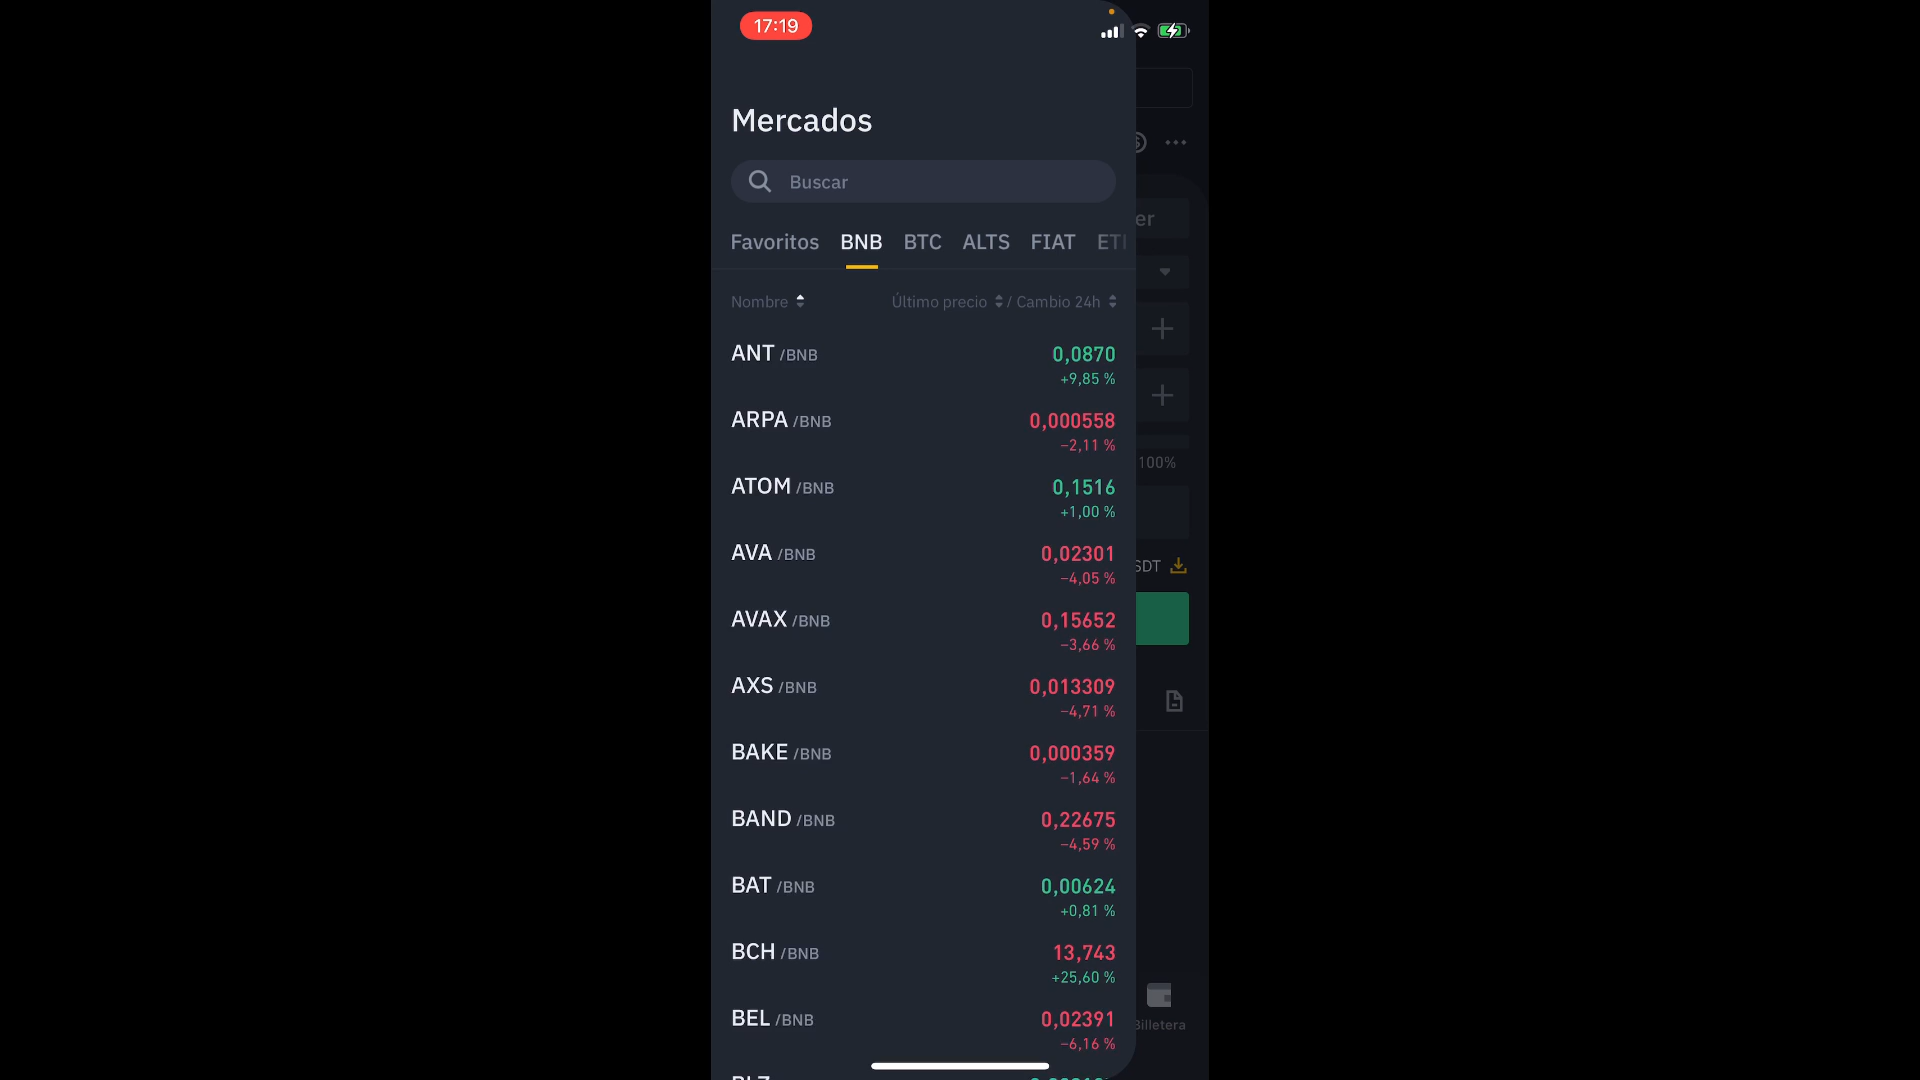 17:19
Mercados
Buscar
er
Favoritos BNB BTC ALTS FIAT
Nombre Último precio / Cambio 24h
ANT /BNB 0,0870
+9,85 %
ARPA /BNB 0,000558
−2,11 %
100%
ATOM /BNB 0,1516
+1,00 %
AVA /BNB 0,02301
−4,05 %
SDT
AVAX /BNB 0,15652
−3,66 %
AXS /BNB 0,013309
−4,71 %
BAKE /BNB 0,000359
−1,64 %
BAND /BNB 0,22675
−4,59 %
BAT /BNB 0,00624
+0,81 %
BCH /BNB 13,743
+25,60 %
BEL /BNB 0,02391
Billetera
−6,16 %